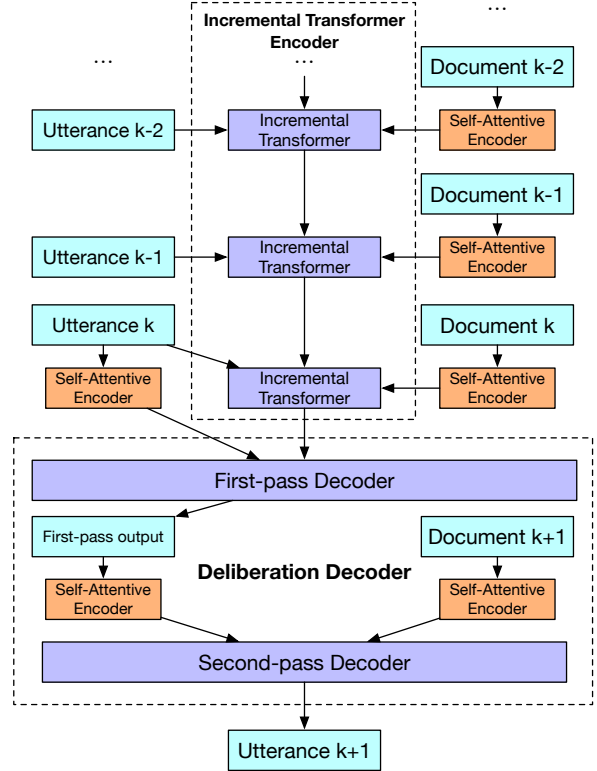 ...
Incremental Transformer
Encoder
...
...
Document k-2
Utterance k-2
Incremental
Transformer
Self-Attentive
Encoder
Document k-1
Utterance k-1
Incremental
Transformer
Self-Attentive
Encoder
Utterance k
Document k
Self-Attentive
Encoder
Incremental
Transformer
Self-Attentive
Encoder
First-pass Decoder
First-pass output
Document k+1
Deliberation Decoder
Self-Attentive
Encoder
Self-Attentive
Encoder
Second-pass Decoder
Utterance k+1